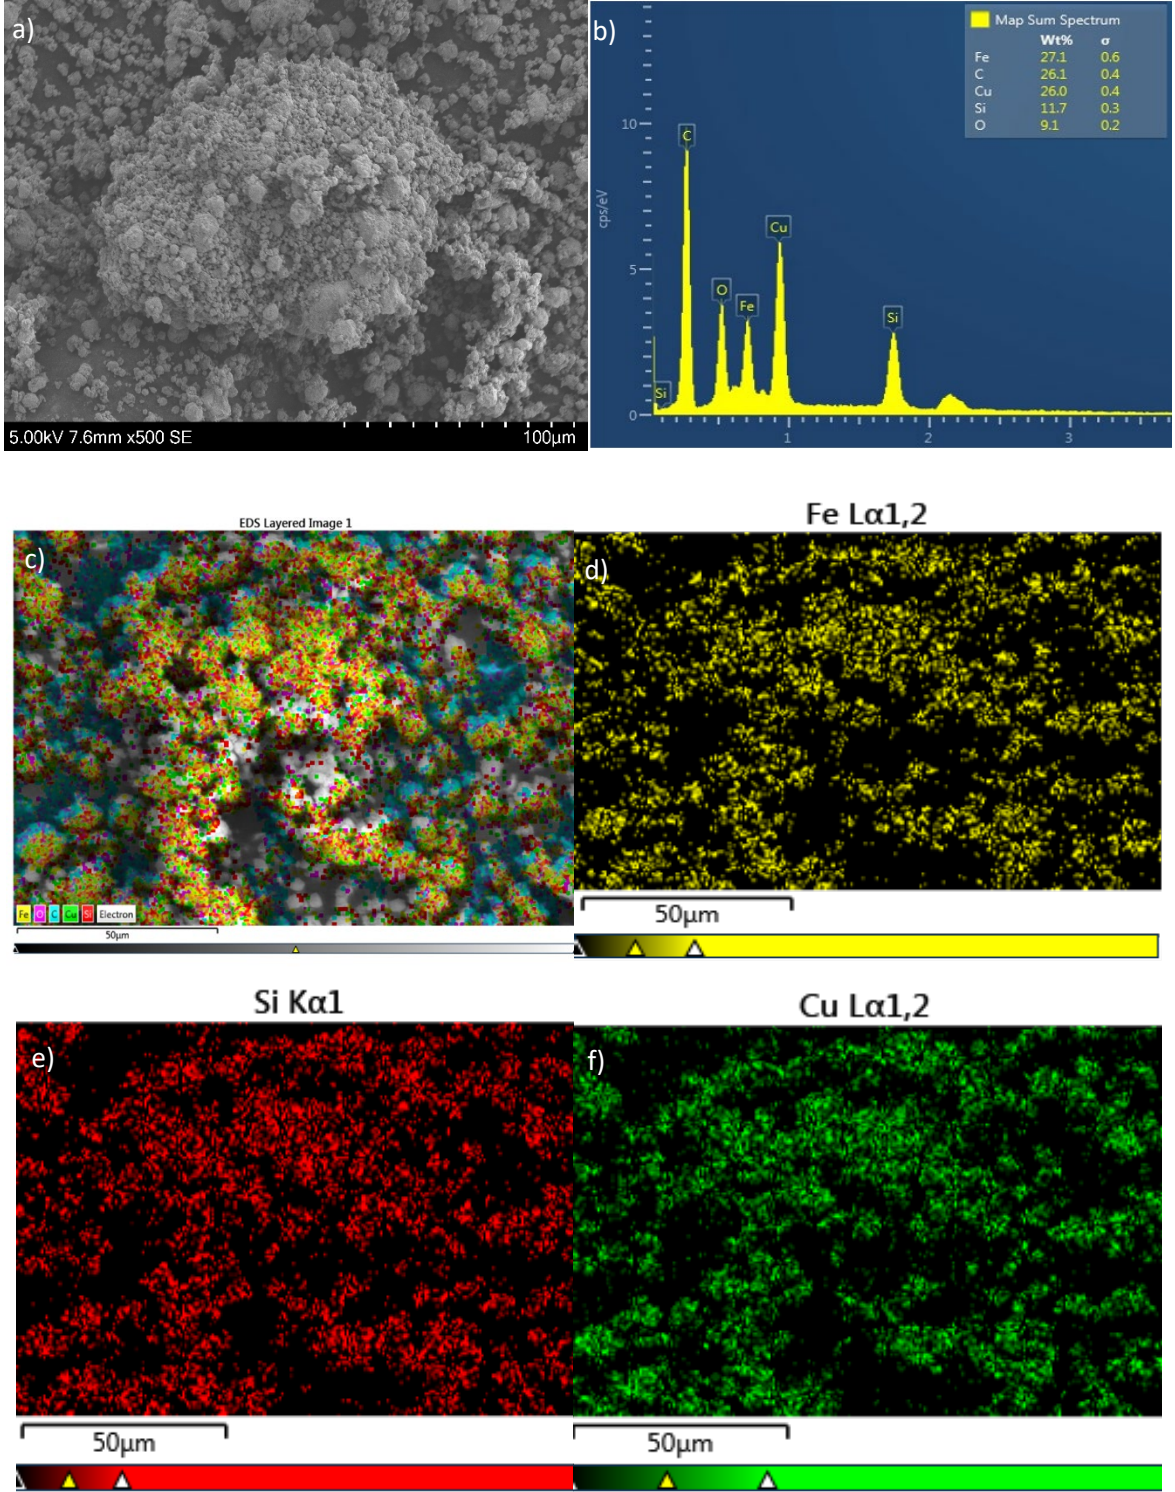 a)
5.00kV 7.6mm x500 SE
100μm
b)
Map Sum Spectrum
Wt% σ
Fe 27.1 0.6
C 26.1 0.4
Cu 26.0 0.4
Si 11.7 0.3
O 9.1 0.2
cps/eV
10
5
0
Si
C
O
Fe
Cu
Si
1
2
3
EDS Layered Image 1
c)
Fe O C Cu Si Electron
50μm
Fe Lα1,2
d)
50μm
Si Kα1
e)
50μm
Cu Lα1,2
f)
50μm